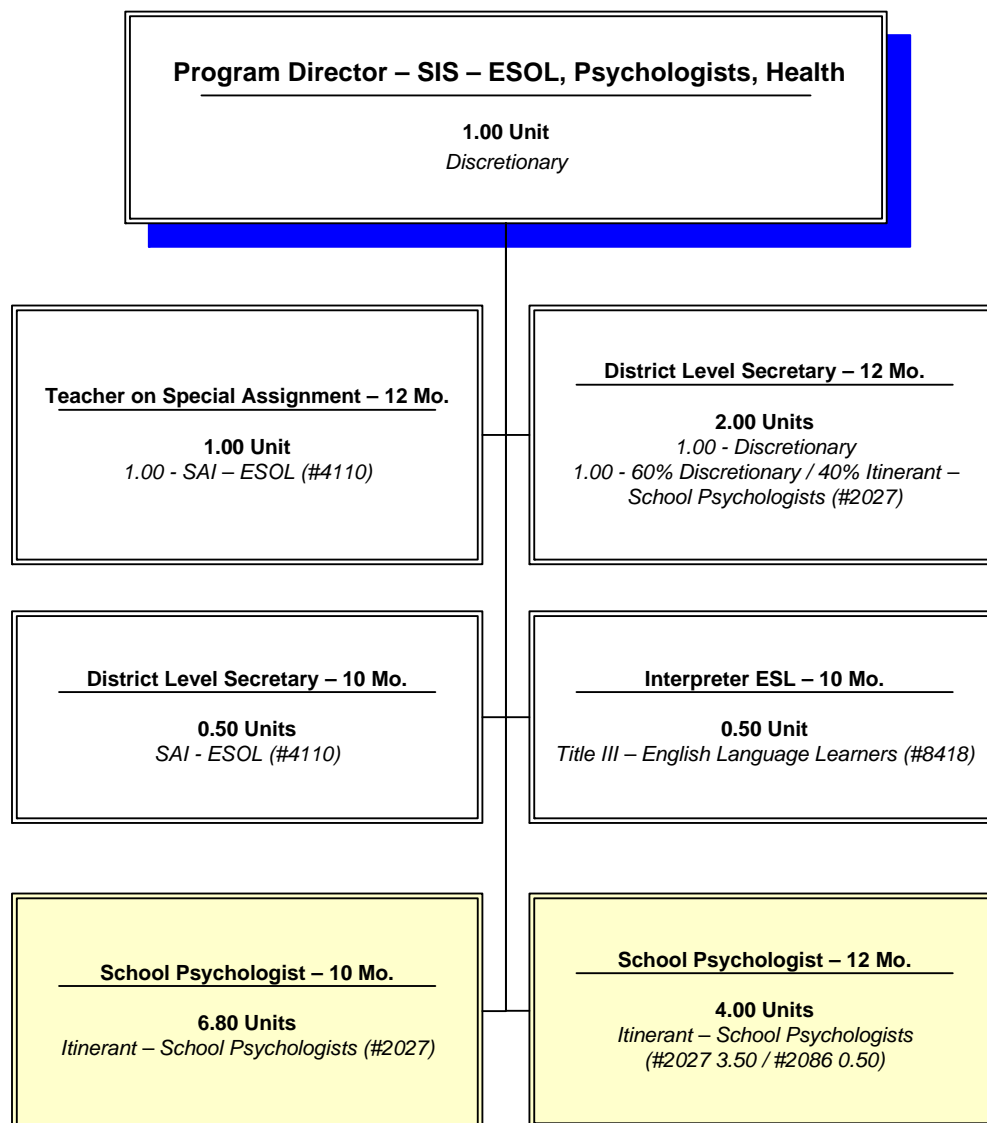 Program Director – SIS – ESOL, Psychologists, Health
1.00 Unit
Discretionary
Teacher on Special Assignment – 12 Mo.
1.00 Unit
1.00 - SAI – ESOL (#4110)
District Level Secretary – 12 Mo.
2.00 Units
1.00 - Discretionary
1.00 - 60% Discretionary / 40% Itinerant –
School Psychologists (#2027)
District Level Secretary – 10 Mo.
0.50 Units
SAI - ESOL (#4110)
Interpreter ESL – 10 Mo.
0.50 Unit
Title III – English Language Learners (#8418)
School Psychologist – 10 Mo.
6.80 Units
Itinerant – School Psychologists (#2027)
School Psychologist – 12 Mo.
4.00 Units
Itinerant – School Psychologists
(#2027 3.50 / #2086 0.50)